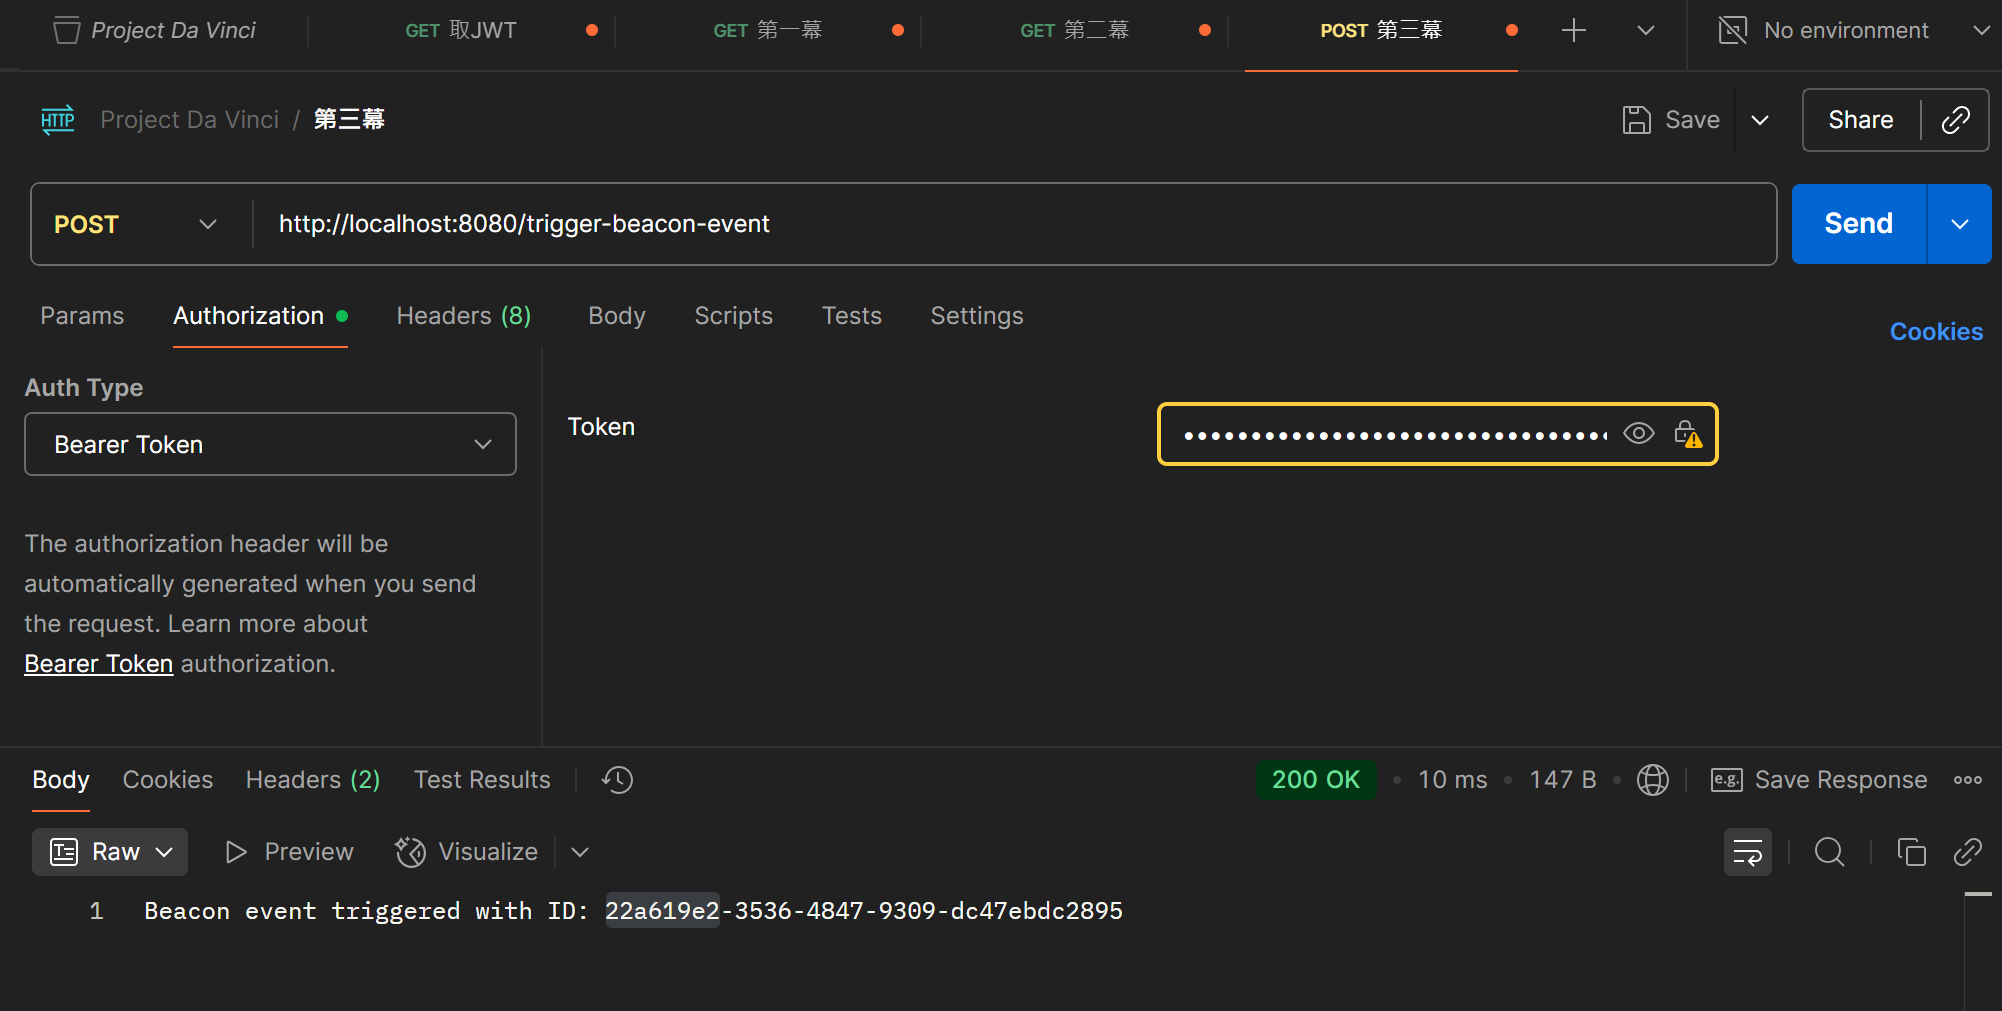 Project Da Vinci
GET 取JWT
GET 第一幕
GET 第二幕
POST 第三幕
No environment
HTTP
Project Da Vinci / 第三幕
Save
Share
POST
http://localhost:8080/trigger-beacon-event
Send
Params
Authorization
Headers (8)
Body
Scripts
Tests
Settings
Cookies
Auth Type
Bearer Token
Token
The authorization header will be
automatically generated when you send
the request. Learn more about
Bearer Token authorization.
Body
Cookies
Headers (2)
Test Results
200 OK
10 ms
147 B
e.g.
Save Response
Raw
Preview
Visualize
1 Beacon event triggered with ID: 22a619e2-3536-4847-9309-dc47ebdc2895